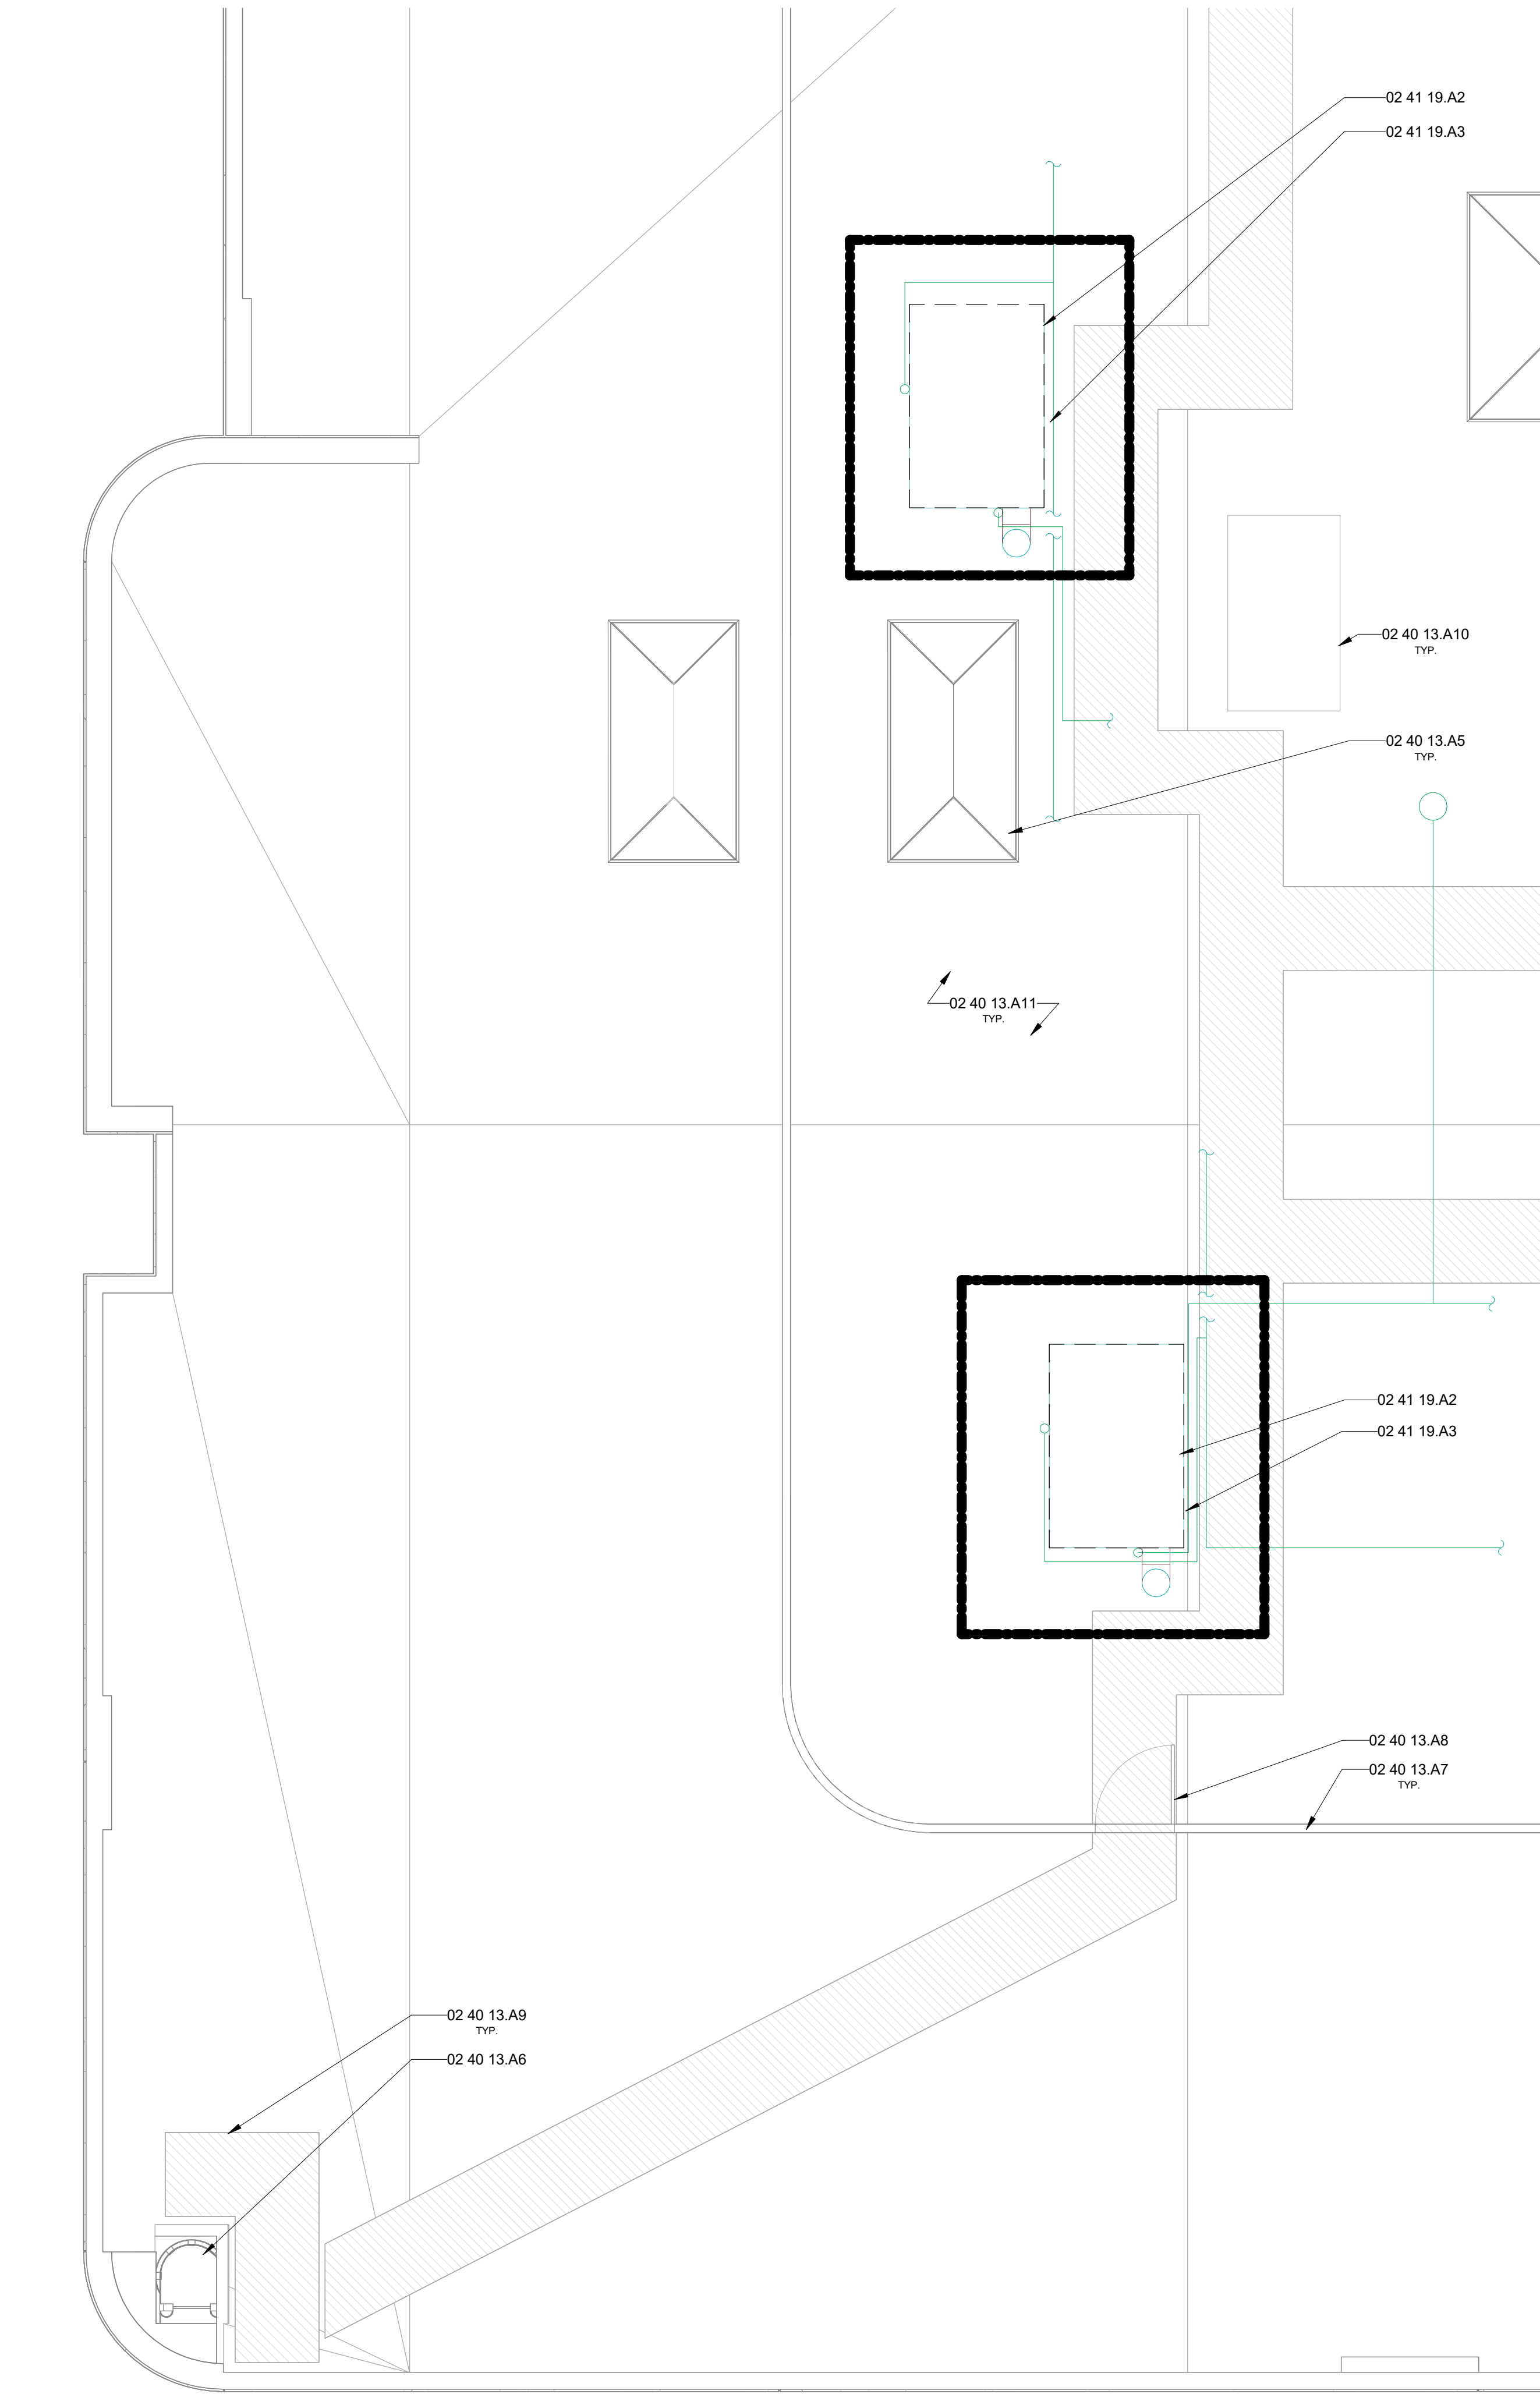 02 41 19.A2
02 41 19.A3
02 40 13.A10
TYP.
02 40 13.A5
TYP.
02 40 13.A11
TYP.
02 41 19.A2
02 41 19.A3
02 40 13.A8
02 40 13.A7
TYP.
02 40 13.A9
TYP.
02 40 13.A6